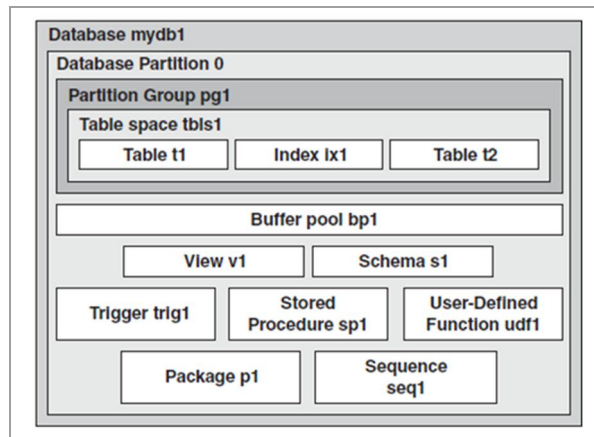 Database mydb1
Database Partition 0
Partition Group pg1
Table space tbls1
Table t1
Index ix1
Table t2
Buffer pool bp1
View v1
Schema s1
Trigger trig1
Stored
Procedure sp1
User-Defined
Function udf1
Package p1
Sequence
seq1